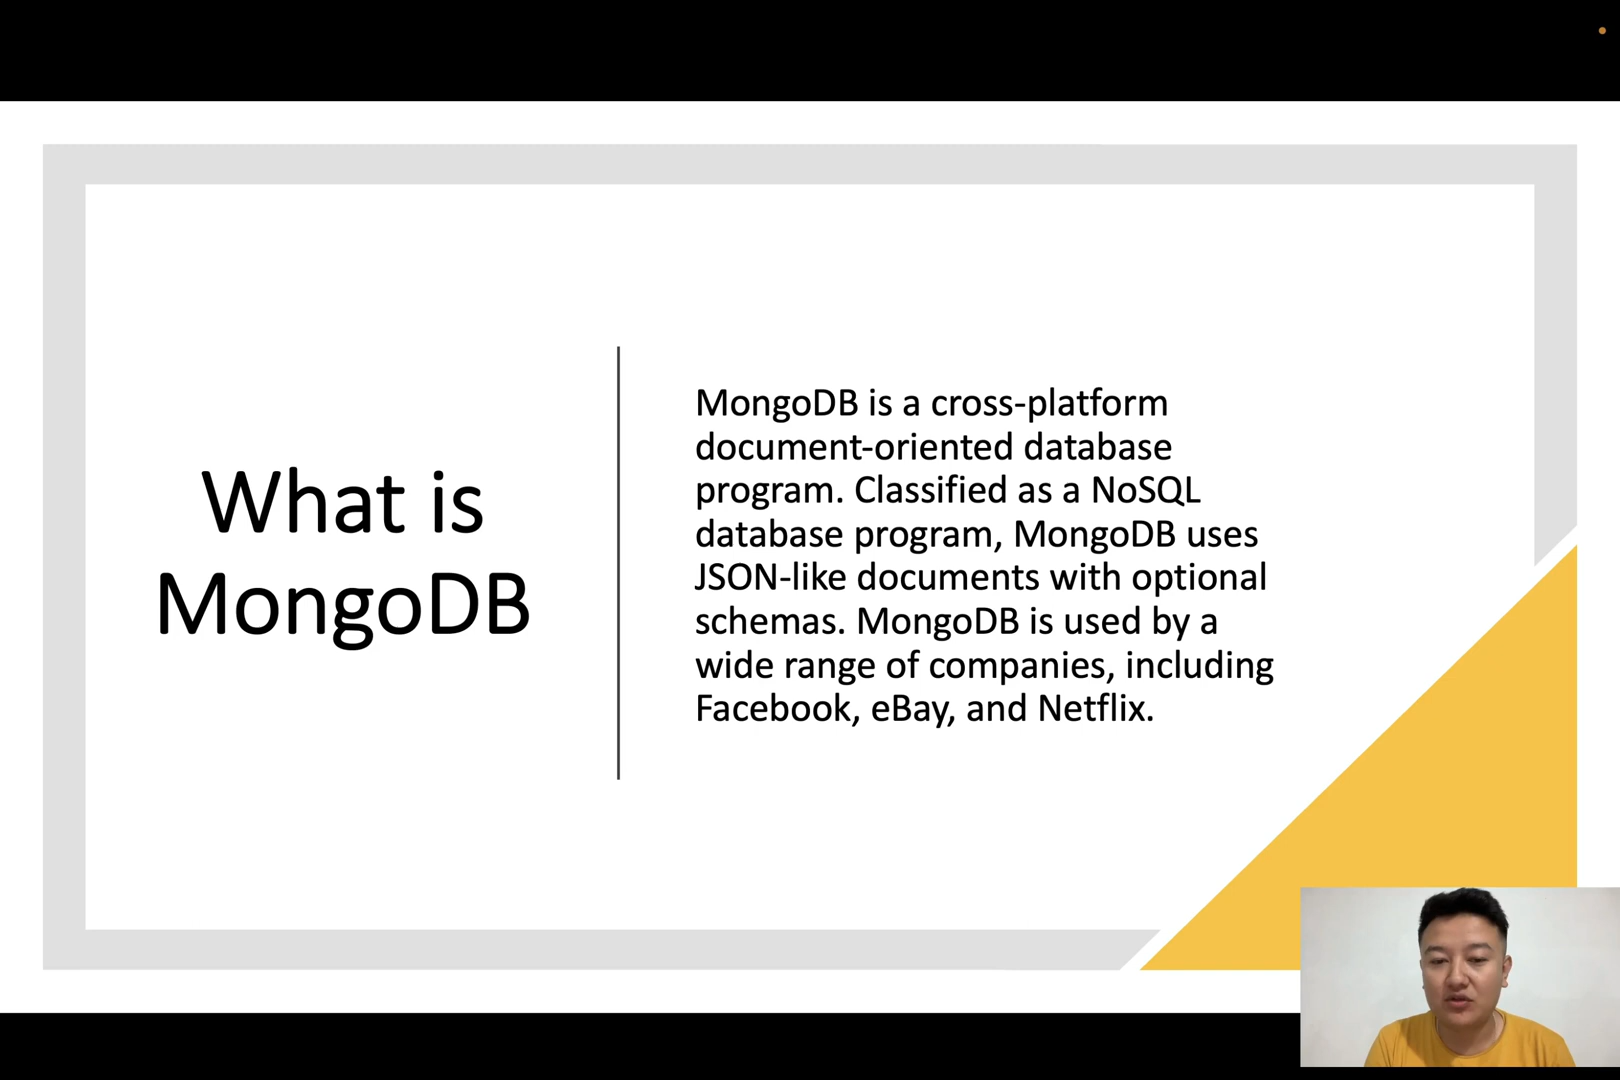 What is
MongoDB
MongoDB is a cross-platform
document-oriented database
program. Classified as a NoSQL
database program, MongoDB uses
JSON-like documents with optional
schemas. MongoDB is used by a
wide range of companies, including
Facebook, eBay, and Netflix.